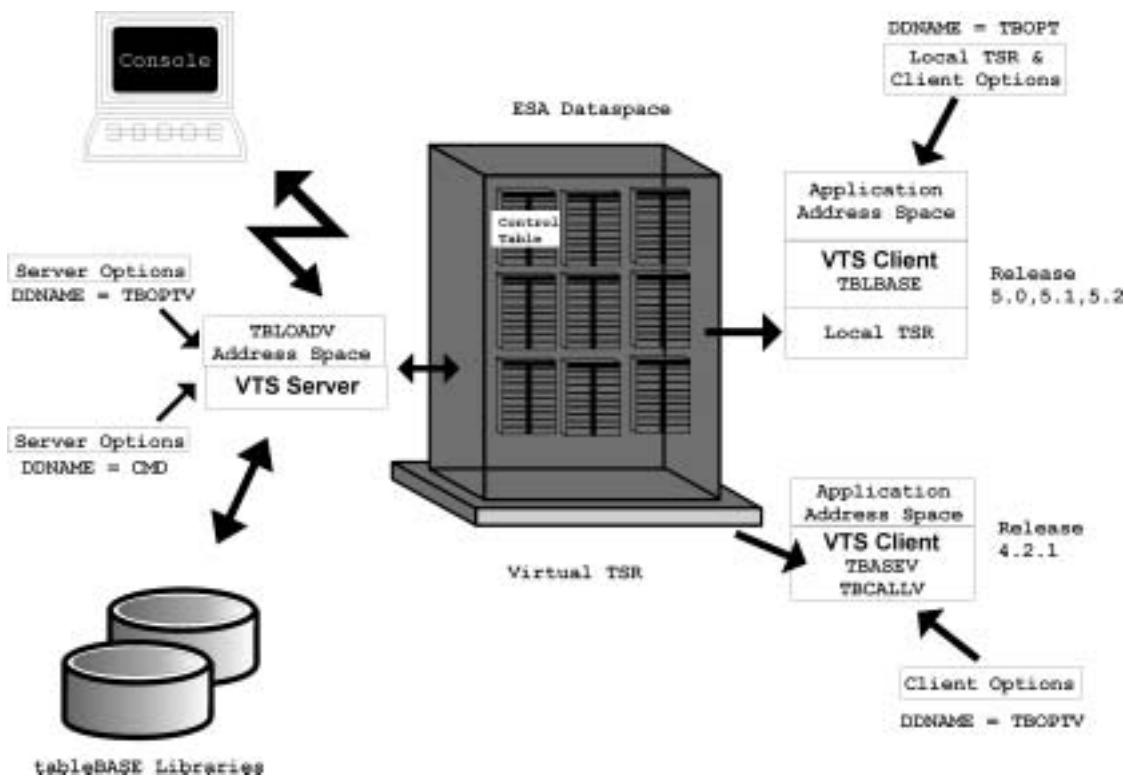 Console
DDNAME = TBOPT
Local TSR &
Client Options
ESA Dataspace
Control
Table
Application
Address Space
VTS Client
TBLBASE
Local TSR
Release
5.0,5.1,5.2
Server Options
DDNAME = TBOPTV
TBLOADV
Address Space
VTS Server
Server Options
DDNAME = CMD
Application
Address Space
VTS Client
TBASEV
TBCALLV
Release
4.2.1
Virtual TSR
Client Options
DDNAME = TBOPTV
tableBASE Libraries